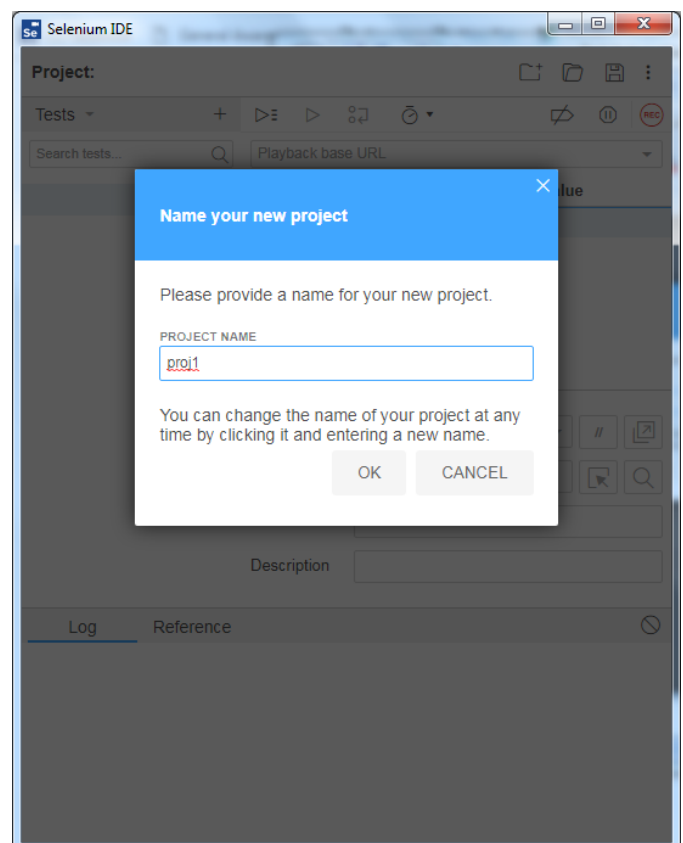 Selenium IDE
Project:
Tests
REC
Search tests...
Playback base URL
alue
Name your new project
Please provide a name for your new project.
PROJECT NAME
proj1
You can change the name of your project at any
time by clicking it and entering a new name.
OK CANCEL
//
Description
Log Reference